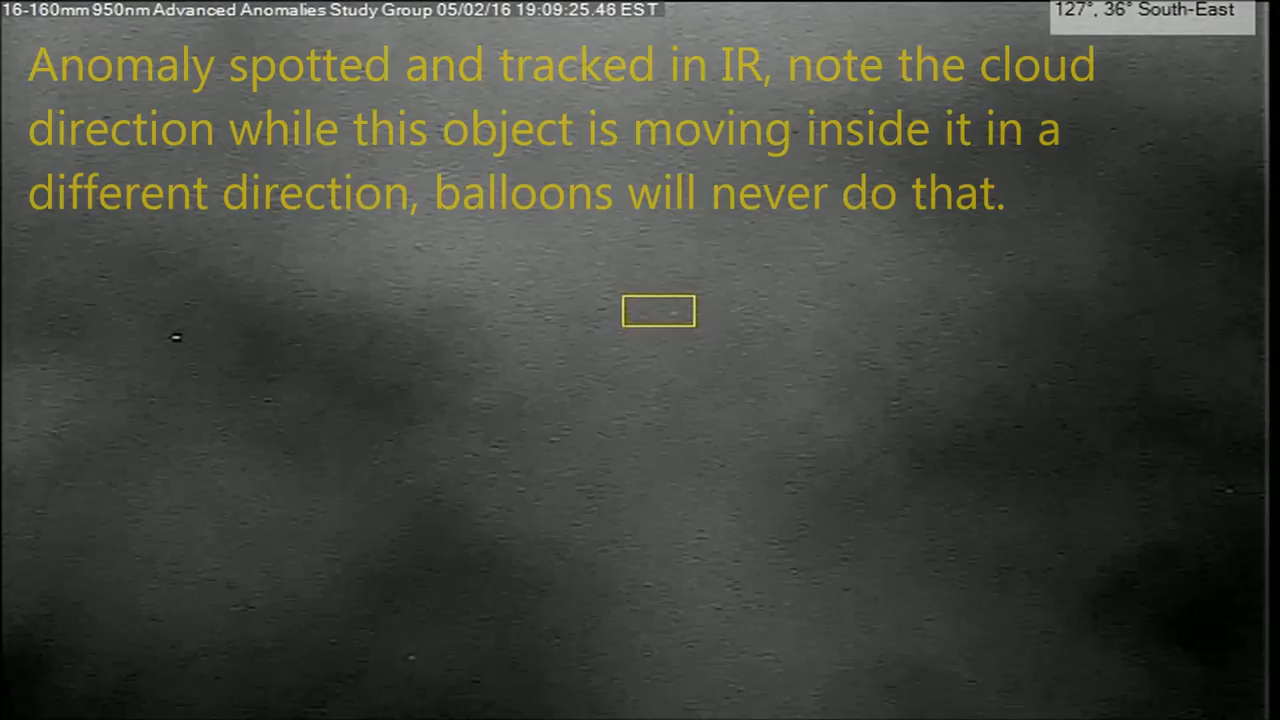 16-160mm 950nm Advanced Anomalies Study Group 05/02/16 19:09:25.46 EST
127°, 36° South-East
Anomaly spotted and tracked in IR, note the cloud
direction while this object is moving inside it in a
different direction, balloons will never do that.